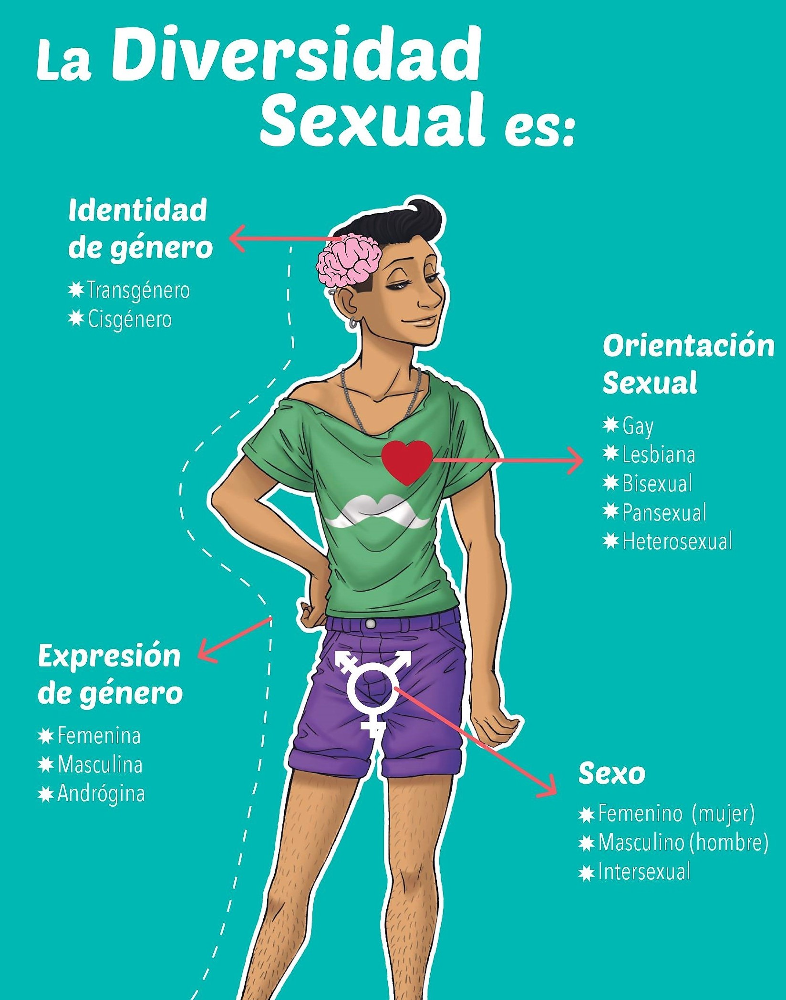 La Diversidad
Sexual es:
Identidad
de género
Transgénero
Cisgénero
Orientación
Sexual
Gay
Lesbiana
Bisexual
Pansexual
Heterosexual
Expresión
de género
Femenina
Masculina
Andrógina
Sexo
Femenino (mujer)
Masculino (hombre)
Intersexual